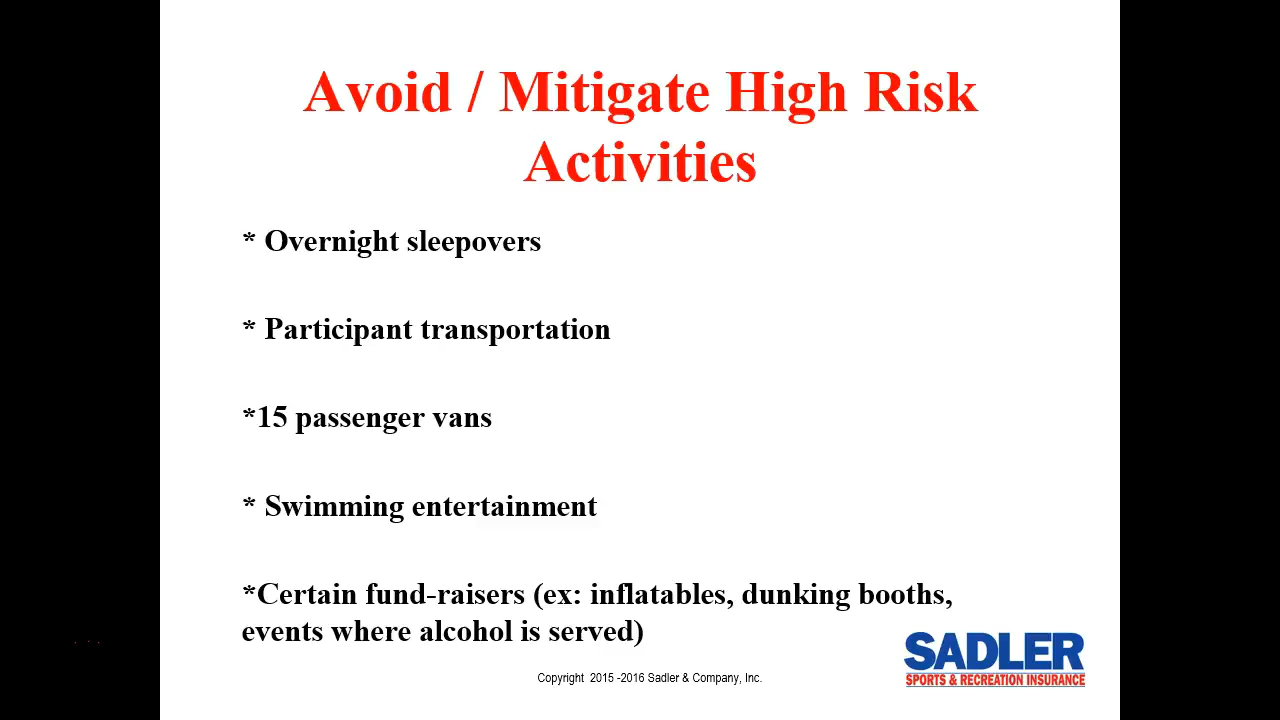 Avoid / Mitigate High Risk
Activities
* Overnight sleepovers
* Participant transportation
*15 passenger vans
* Swimming entertainment
*Certain fund-raisers (ex: inflatables, dunking booths,
events where alcohol is served)
SADLER
SPORTS & RECREATION INSURANCE
Copyright 2015 -2016 Sadler & Company, Inc.